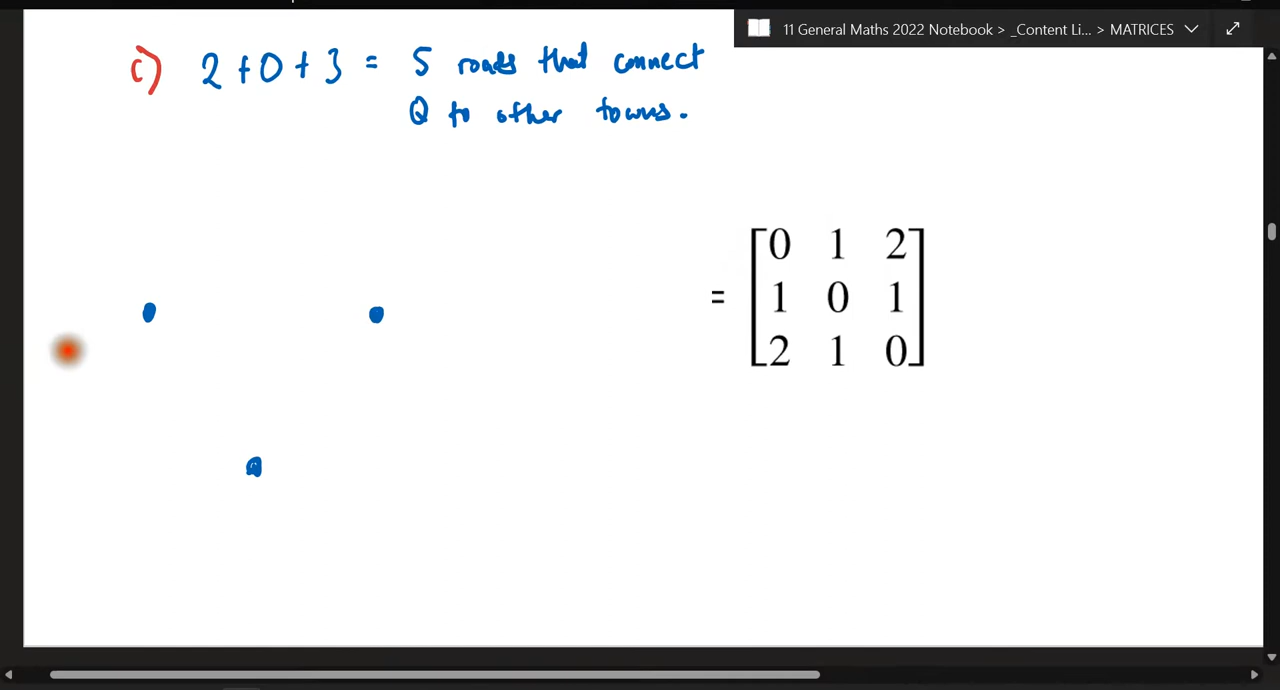 11 General Maths 2022 Notebook > _Content Li... > MATRICES
c) 2 + 0 + 3 = 5 roads that connect
Q to other towns.
= [0 1 2
1 0 1
2 1 0]